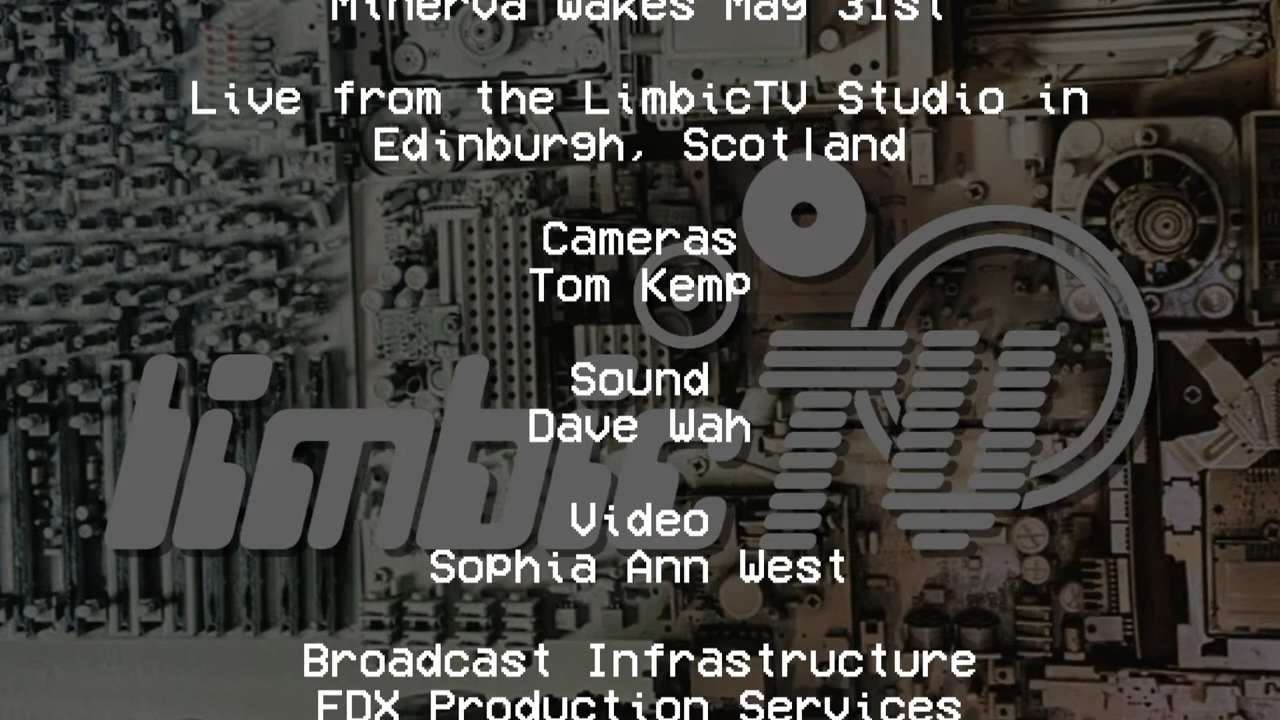 Minerva Wakes May 31st
Live from the LimbicTV Studio in
Edinburgh, Scotland
Cameras
Tom Kemp
Sound
Dave Wah
limbicTV
Video
Sophia Ann West
Broadcast Infrastructure
FDX Production Services